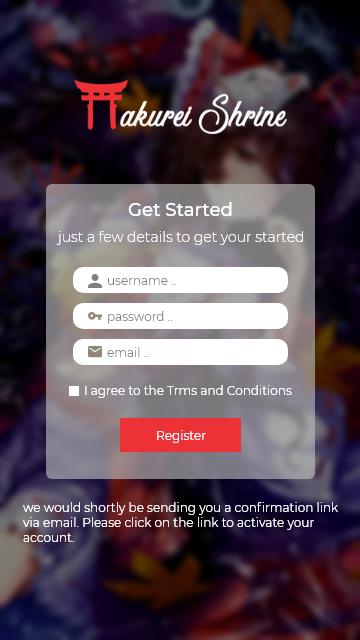 Hakurei Shrine
Get Started
just a few details to get your started
username ..
password ..
email ..
I agree to the Trms and Conditions
Register
we would shortly be sending you a confirmation link
via email. Please click on the link to activate your
account.